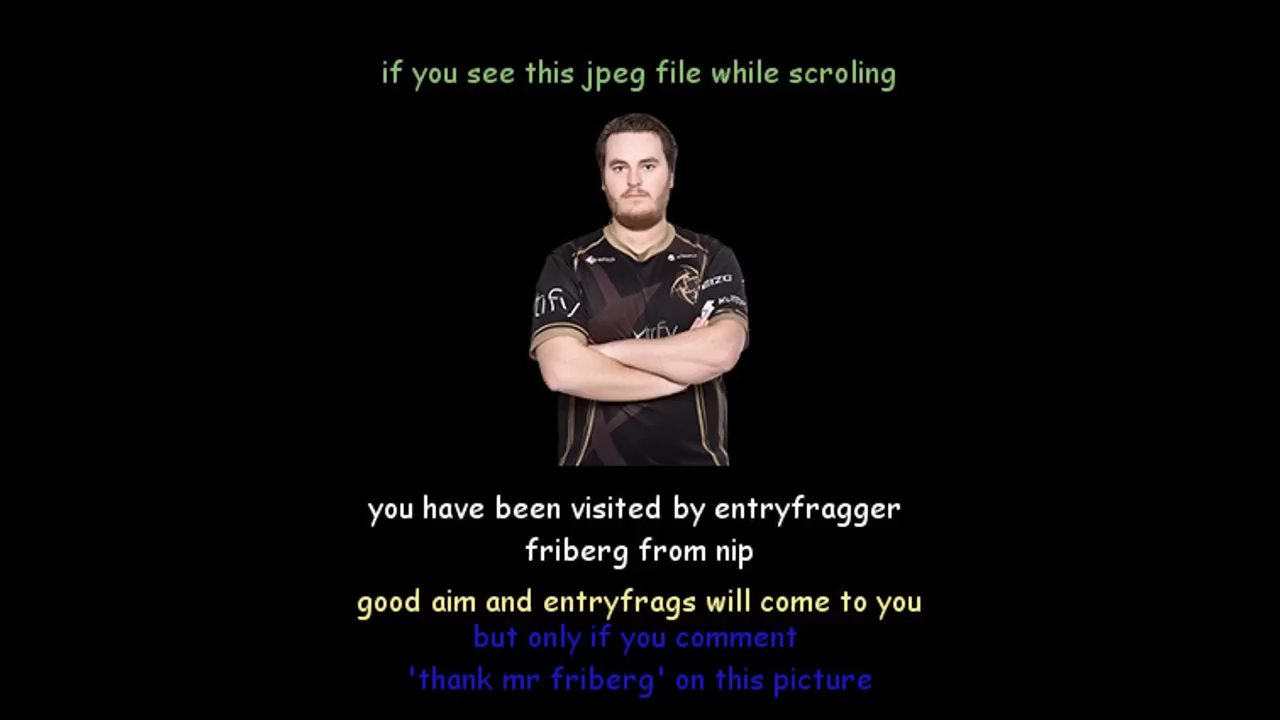 if you see this jpeg file while scroling
xtrfy
you have been visited by entryfragger
friberg from nip
good aim and entryfrags will come to you
but only if you comment
'thank mr friberg' on this picture